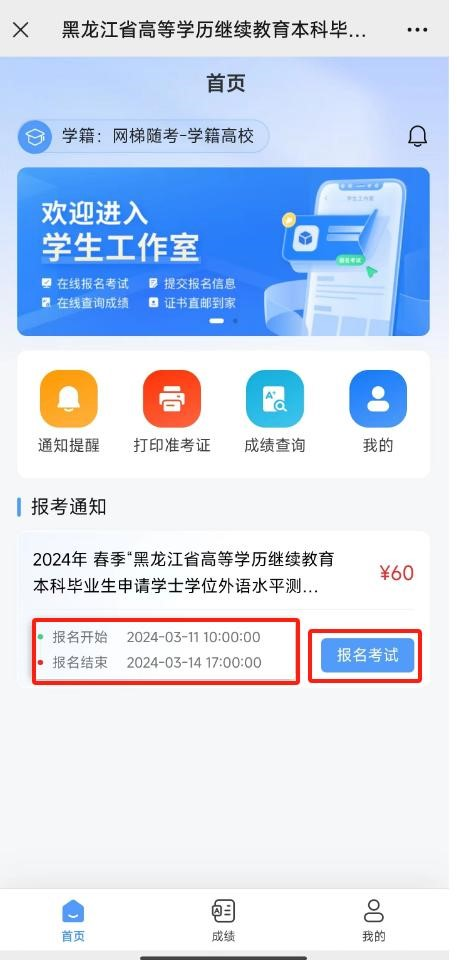 黑龙江省高等学历继续教育本科毕...
首页
学籍：网梯随考-学籍高校
欢迎进入
学生工作室
在线报名考试 提交报名信息
在线查询成绩 证书直邮到家
学生工作室
报名考试
通知提醒 打印准考证 成绩查询 我的
报考通知
2024年 春季“黑龙江省高等学历继续教育
本科毕业生申请学士学位外语水平测...
¥60
报名开始 2024-03-11 10:00:00
报名结束 2024-03-14 17:00:00
报名考试
首页 成绩 我的